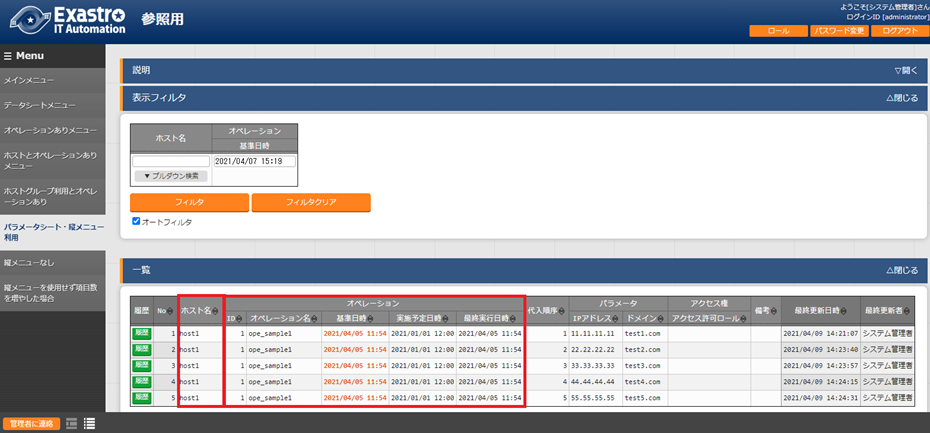 Exastro
IT Automation
参照用
ようこそ[システム管理者]さん
ログインID [administrator]
ロール パスワード変更 ログアウト
Menu
メインメニュー
データシートメニュー
オペレーションありメニュー
ホストとオペレーションあり
メニュー
ホストグループ利用とオペレ
ーションあり
パラメータシート・縦メニュー
利用
縦メニューなし
縦メニューを使用せず項目数
を増やした場合
管理者に連絡
説明 ▽開く
表示フィルタ △閉じる
ホスト名 オペレーション
基準日時
2021/04/07 15:19
▼ プルダウン検索
フィルタ フィルタクリア
オートフィルタ
一覧 △閉じる
履歴 No ホスト名 オペレーション 代入順序 パラメータ アクセス権 備考 最終更新日時 最終更新者
ID オペレーション名 基準日時 実施予定日時 最終実行日時 IPアドレス ドメイン アクセス許可ロール
履歴 1 host1 1 ope_sample1 2021/04/05 11:54 2021/01/01 12:00 2021/04/05 11:54 1 11.11.11.11 test1.com 2021/04/09 14:21:07 システム管理者
履歴 2 host1 1 ope_sample1 2021/04/05 11:54 2021/01/01 12:00 2021/04/05 11:54 2 22.22.22.22 test2.com 2021/04/09 14:23:40 システム管理者
履歴 3 host1 1 ope_sample1 2021/04/05 11:54 2021/01/01 12:00 2021/04/05 11:54 3 33.33.33.33 test3.com 2021/04/09 14:23:57 システム管理者
履歴 4 host1 1 ope_sample1 2021/04/05 11:54 2021/01/01 12:00 2021/04/05 11:54 4 44.44.44.44 test4.com 2021/04/09 14:24:15 システム管理者
履歴 5 host1 1 ope_sample1 2021/04/05 11:54 2021/01/01 12:00 2021/04/05 11:54 5 55.55.55.55 test5.com 2021/04/09 14:24:31 システム管理者